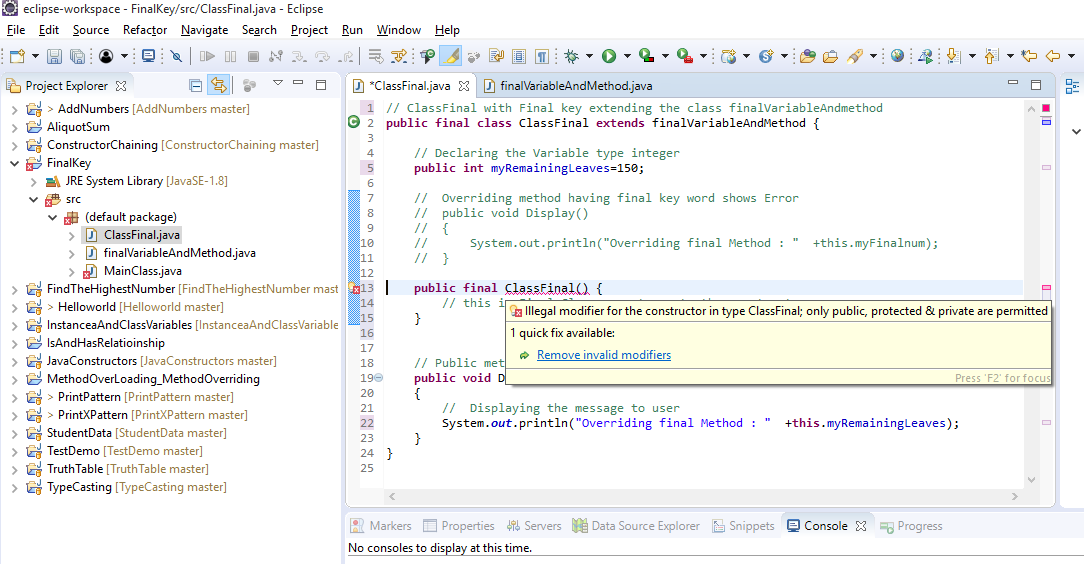 eclipse-workspace - FinalKey/src/ClassFinal.java - Eclipse
File Edit Source Refactor Navigate Search Project Run Window Help
Project Explorer
> AddNumbers [AddNumbers master]
AliquotSum
ConstructorChaining [ConstructorChaining master]
FinalKey
JRE System Library [JavaSE-1.8]
src
(default package)
ClassFinal.java
finalVariableAndMethod.java
MainClass.java
FindTheHighestNumber [FindTheHighestNumber mast
> Helloworld [Helloworld master]
InstanceaAndClassVariables [InstanceaAndClassVariable
IsAndHasRelatioinship
JavaConstructors [JavaConstructors master]
MethodOverLoading_MethodOverriding
> PrintPattern [PrintPattern master]
> PrintXPattern [PrintXPattern master]
StudentData [StudentData master]
TestDemo [TestDemo master]
TruthTable [TruthTable master]
TypeCasting [TypeCasting master]
*ClassFinal.java finalVariableAndMethod.java
1 // ClassFinal with Final key extending the class finalVariableAndmethod
2 public final class ClassFinal extends finalVariableAndMethod {
3
4 // Declaring the Variable type integer
5 public int myRemainingLeaves=150;
6
7 // Overriding method having final key word shows Error
8 // public void Display()
9 // {
10 // System.out.println("Overriding final Method : " +this.myFinalnum);
11 // }
12
13 public final ClassFinal() {
14 // this i
15 }
16
17
18 // Public met
19 public void D
20 {
21 // Displaying the message to user
22 System.out.println("Overriding final Method : " +this.myRemainingLeaves);
23 }
24 }
25
Illegal modifier for the constructor in type ClassFinal; only public, protected & private are permitted
1 quick fix available:
Remove invalid modifiers
Press 'F2' for focus
Markers Properties Servers Data Source Explorer Snippets Console Progress
No consoles to display at this time.